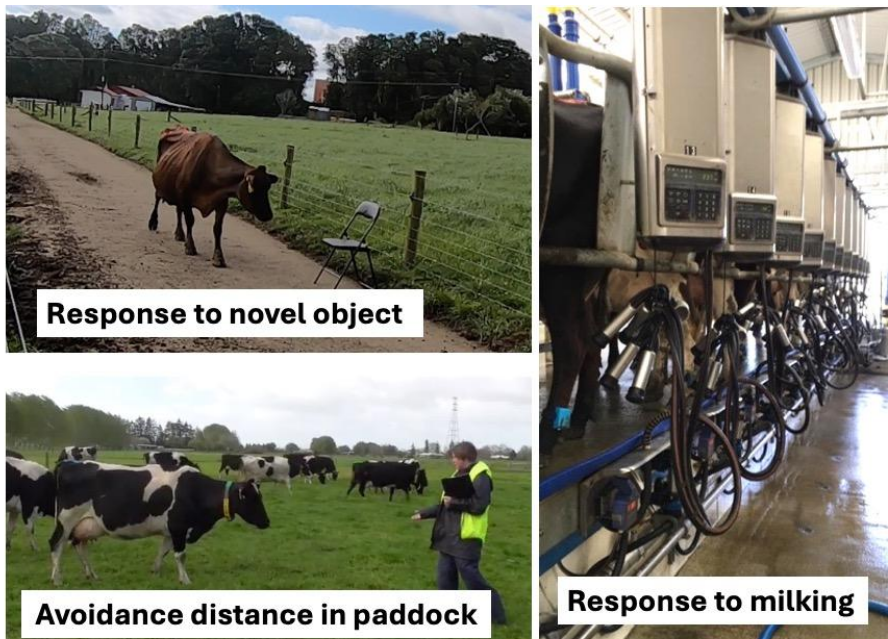 Response to novel object
Avoidance distance in paddock
Response to milking